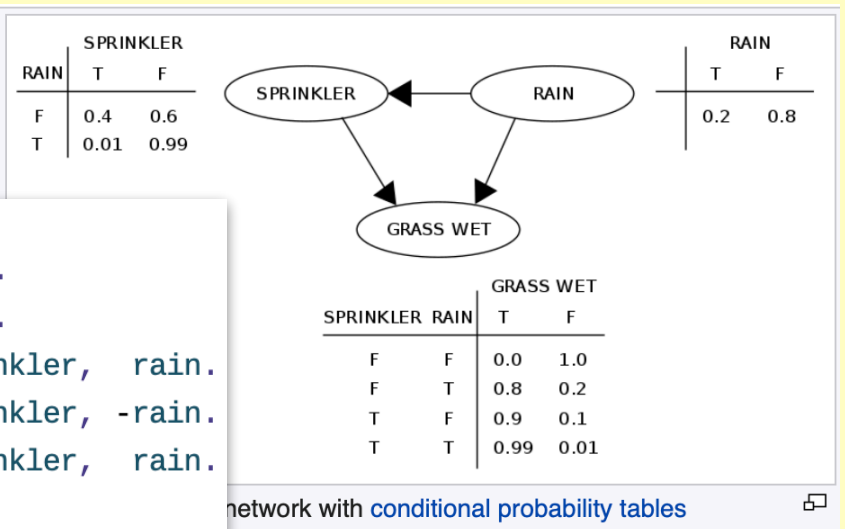 SPRINKLER
RAIN T F
F 0.4 0.6
T 0.01 0.99
SPRINKLER
RAIN
RAIN
T F
0.2 0.8
GRASS WET
GRASS WET
SPRINKLER RAIN T F
F F 0.0 1.0
F T 0.8 0.2
T F 0.9 0.1
T T 0.99 0.01
.
.
nkler, rain.
nkler, -rain.
nkler, rain.
network with conditional probability tables